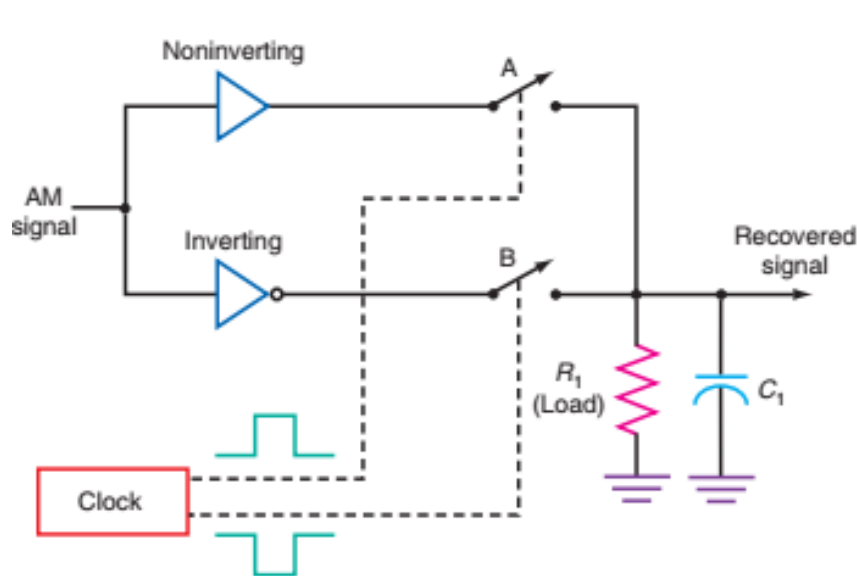 Noninverting
A
AM
signal
Inverting
B
Recovered
signal
R₁
(Load)
C₁
Clock